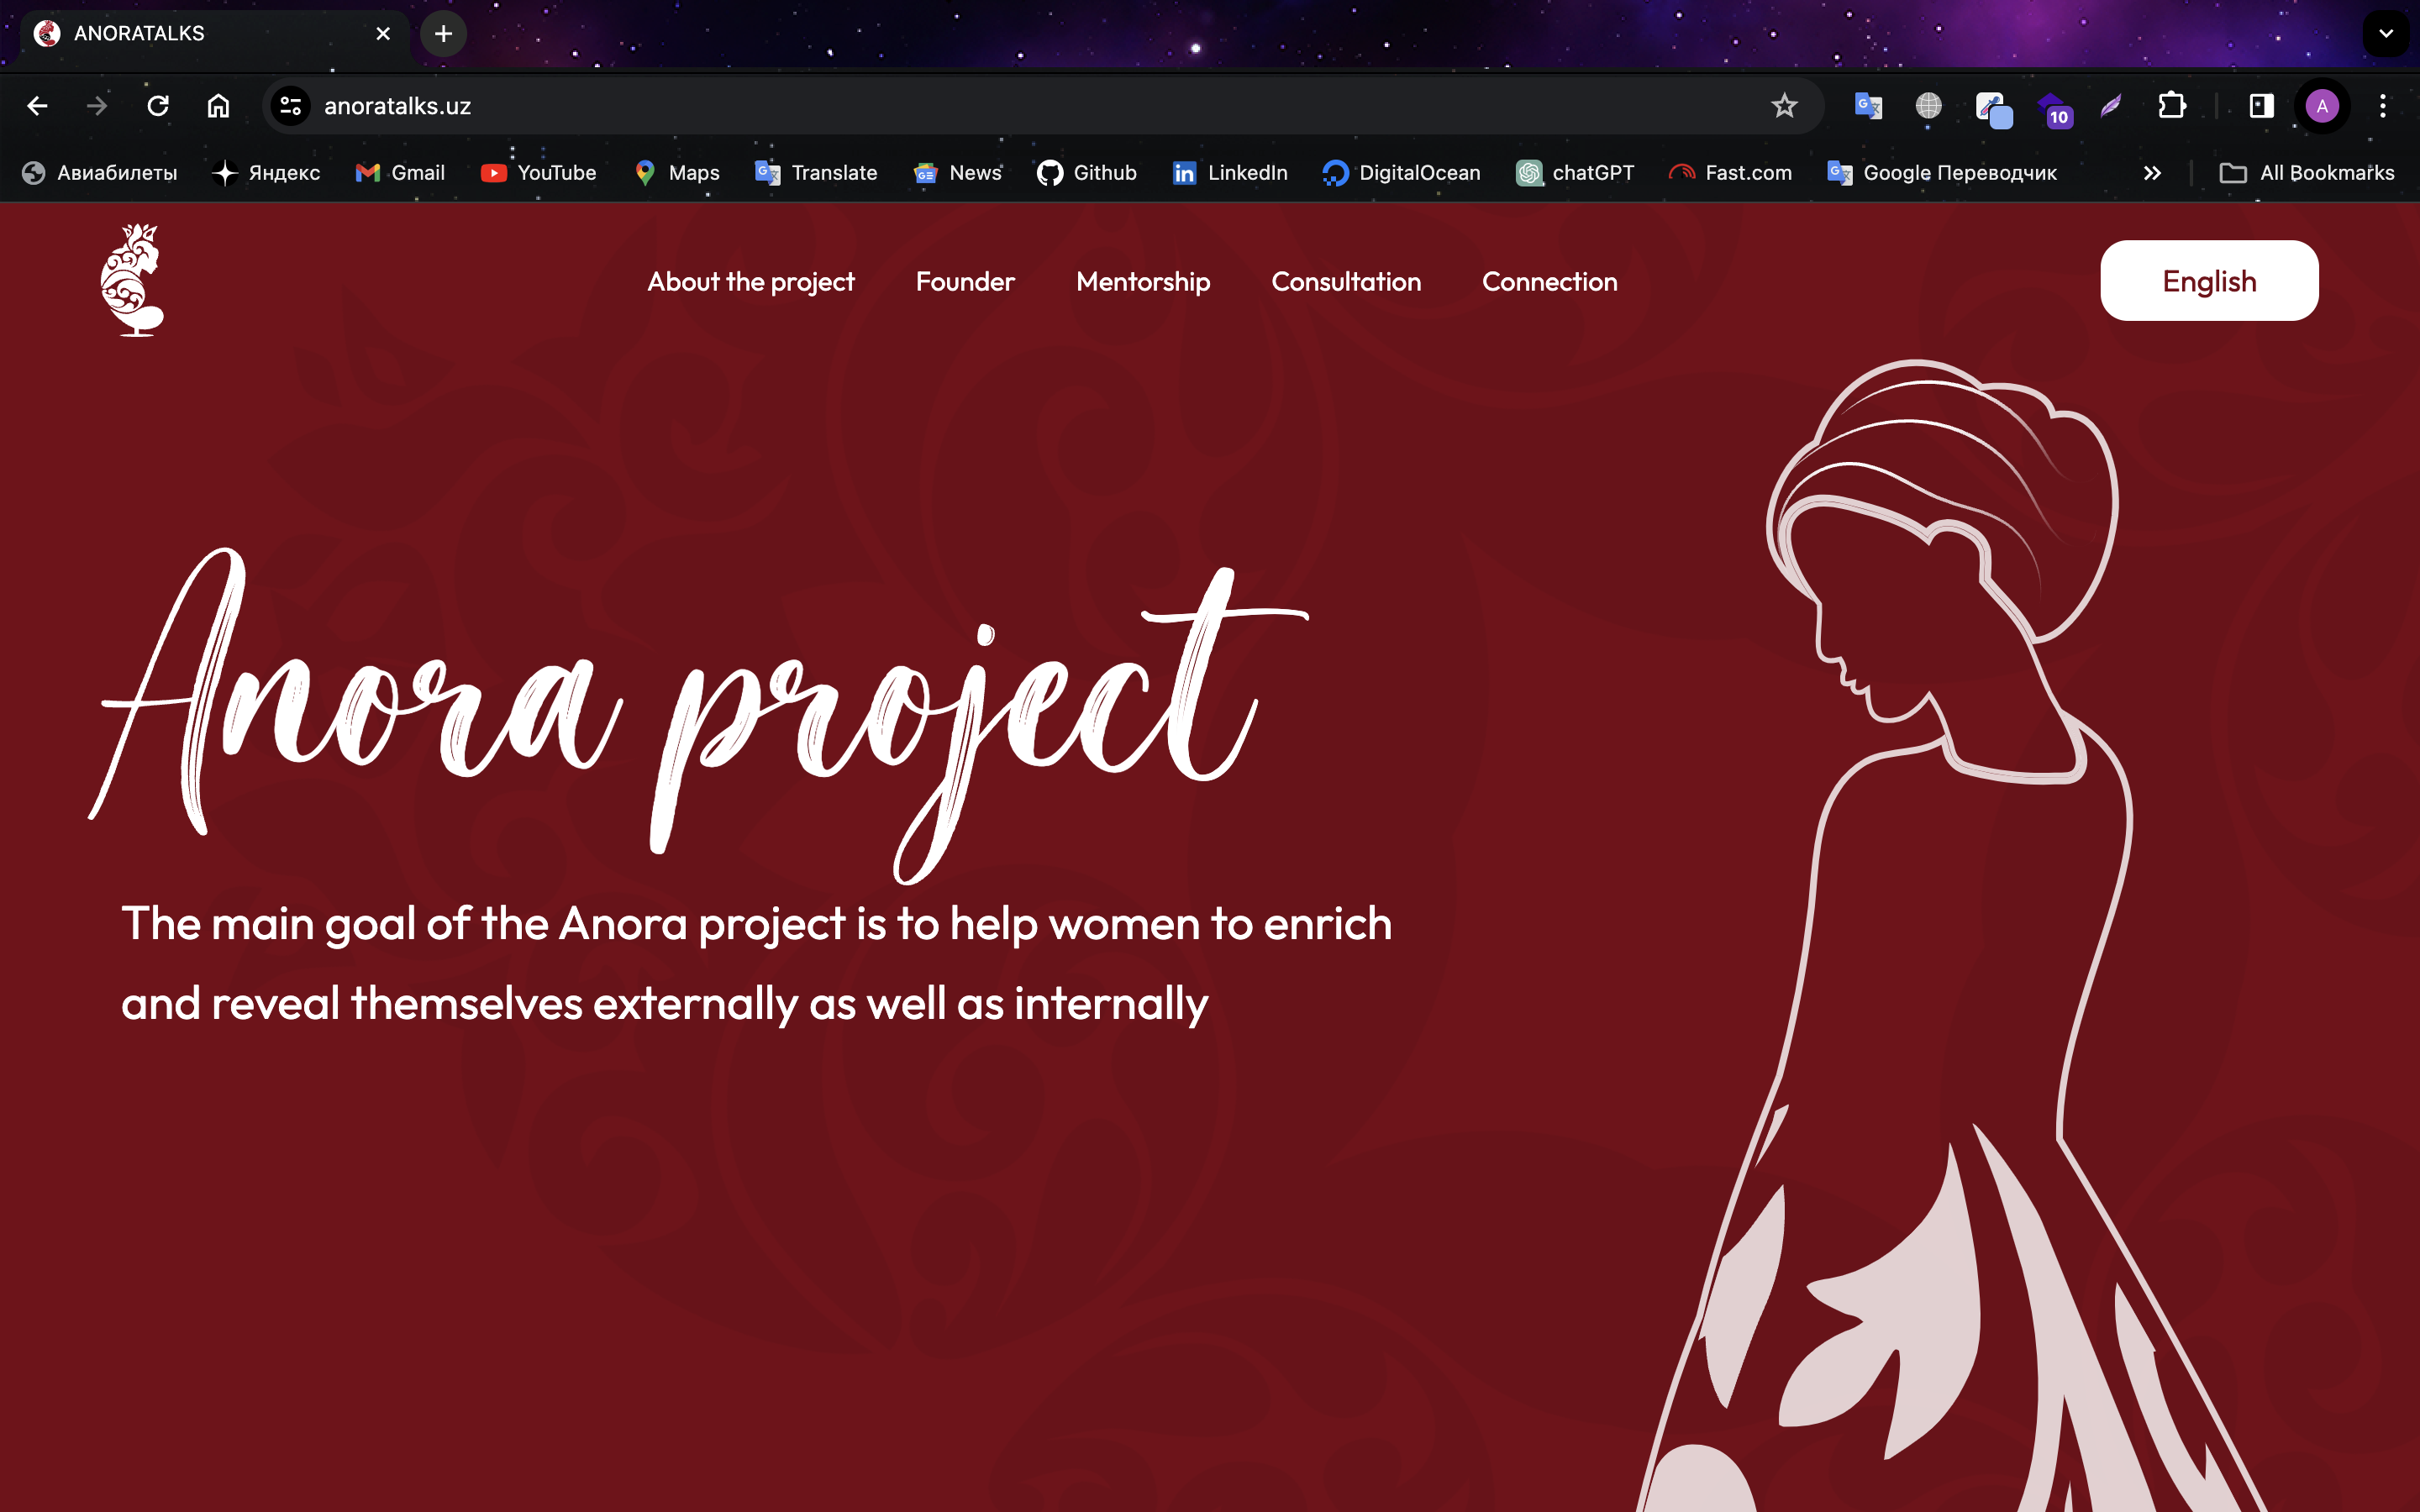 ANORATALKS
anoratalks.uz
10
A
Авиабилеты Яндекс Gmail YouTube Maps Translate News Github LinkedIn DigitalOcean chatGPT Fast.com Google Переводчик All Bookmarks
About the project Founder Mentorship Consultation Connection English
Anora project
The main goal of the Anora project is to help women to enrich
and reveal themselves externally as well as internally